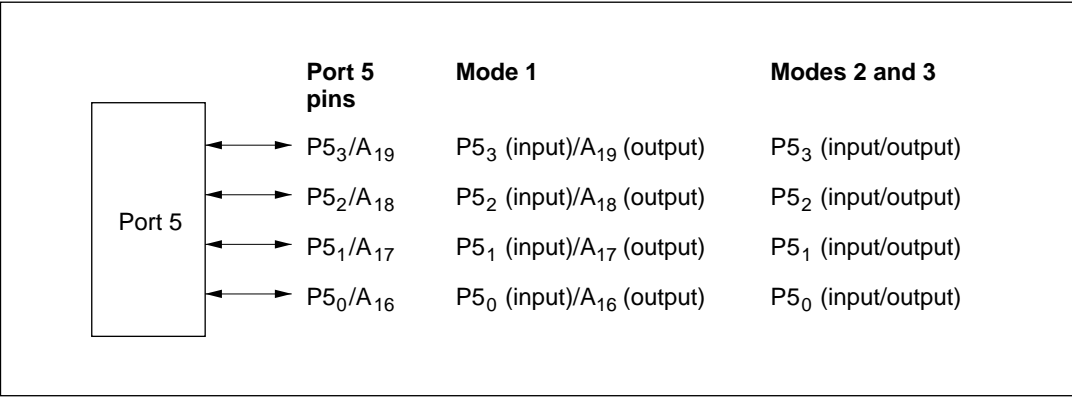 Port 5 pins Mode 1 Modes 2 and 3
P5₃/A₁₉ P5₃ (input)/A₁₉ (output) P5₃ (input/output)
P5₂/A₁₈ P5₂ (input)/A₁₈ (output) P5₂ (input/output)
Port 5
P5₁/A₁₇ P5₁ (input)/A₁₇ (output) P5₁ (input/output)
P5₀/A₁₆ P5₀ (input)/A₁₆ (output) P5₀ (input/output)